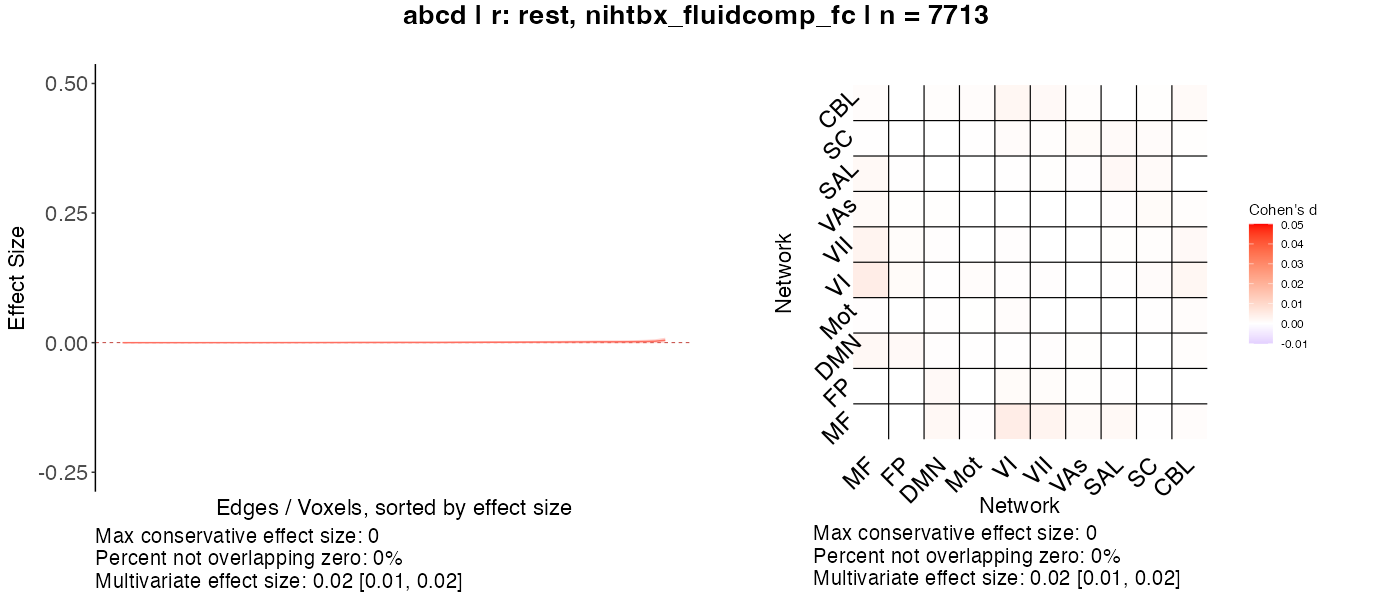 abcd | r: rest, nihtbx_fluidcomp_fc | n = 7713
0.50
0.25
0.00
-0.25
Effect Size
Edges / Voxels, sorted by effect size
Max conservative effect size: 0
Percent not overlapping zero: 0%
Multivariate effect size: 0.02 [0.01, 0.02]
Network
CBL
SC
SAL
VAs
VII
VI
Mot
DMN
FP
MF
MF
FP
DMN
Mot
VI
VII
VAs
SAL
SC
CBL
Network
Max conservative effect size: 0
Percent not overlapping zero: 0%
Multivariate effect size: 0.02 [0.01, 0.02]
Cohen's d
0.05
0.04
0.03
0.02
0.01
0.00
-0.01